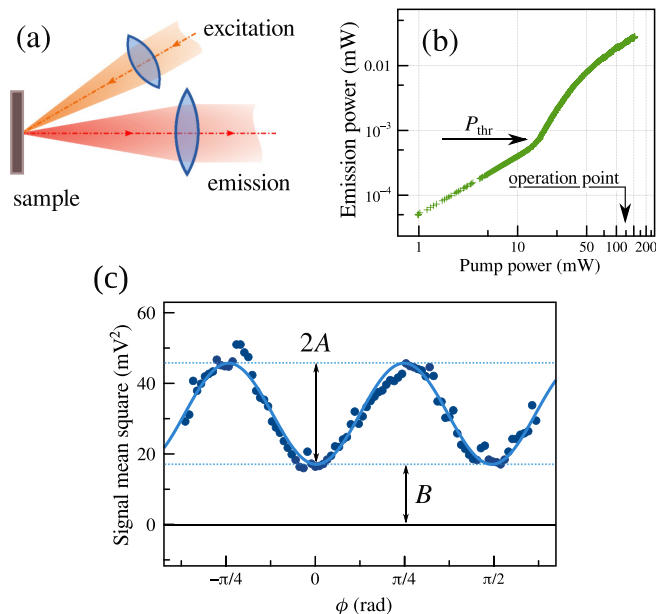 (a)
excitation
sample
emission
(b)
Emission power (mW)
0.01
10⁻³
10⁻⁴
P_thr
operation point
1
10
50
100
200
Pump power (mW)
(c)
Signal mean square (mV²)
60
40
20
0
2A
B
−π/4
0
π/4
π/2
ϕ (rad)